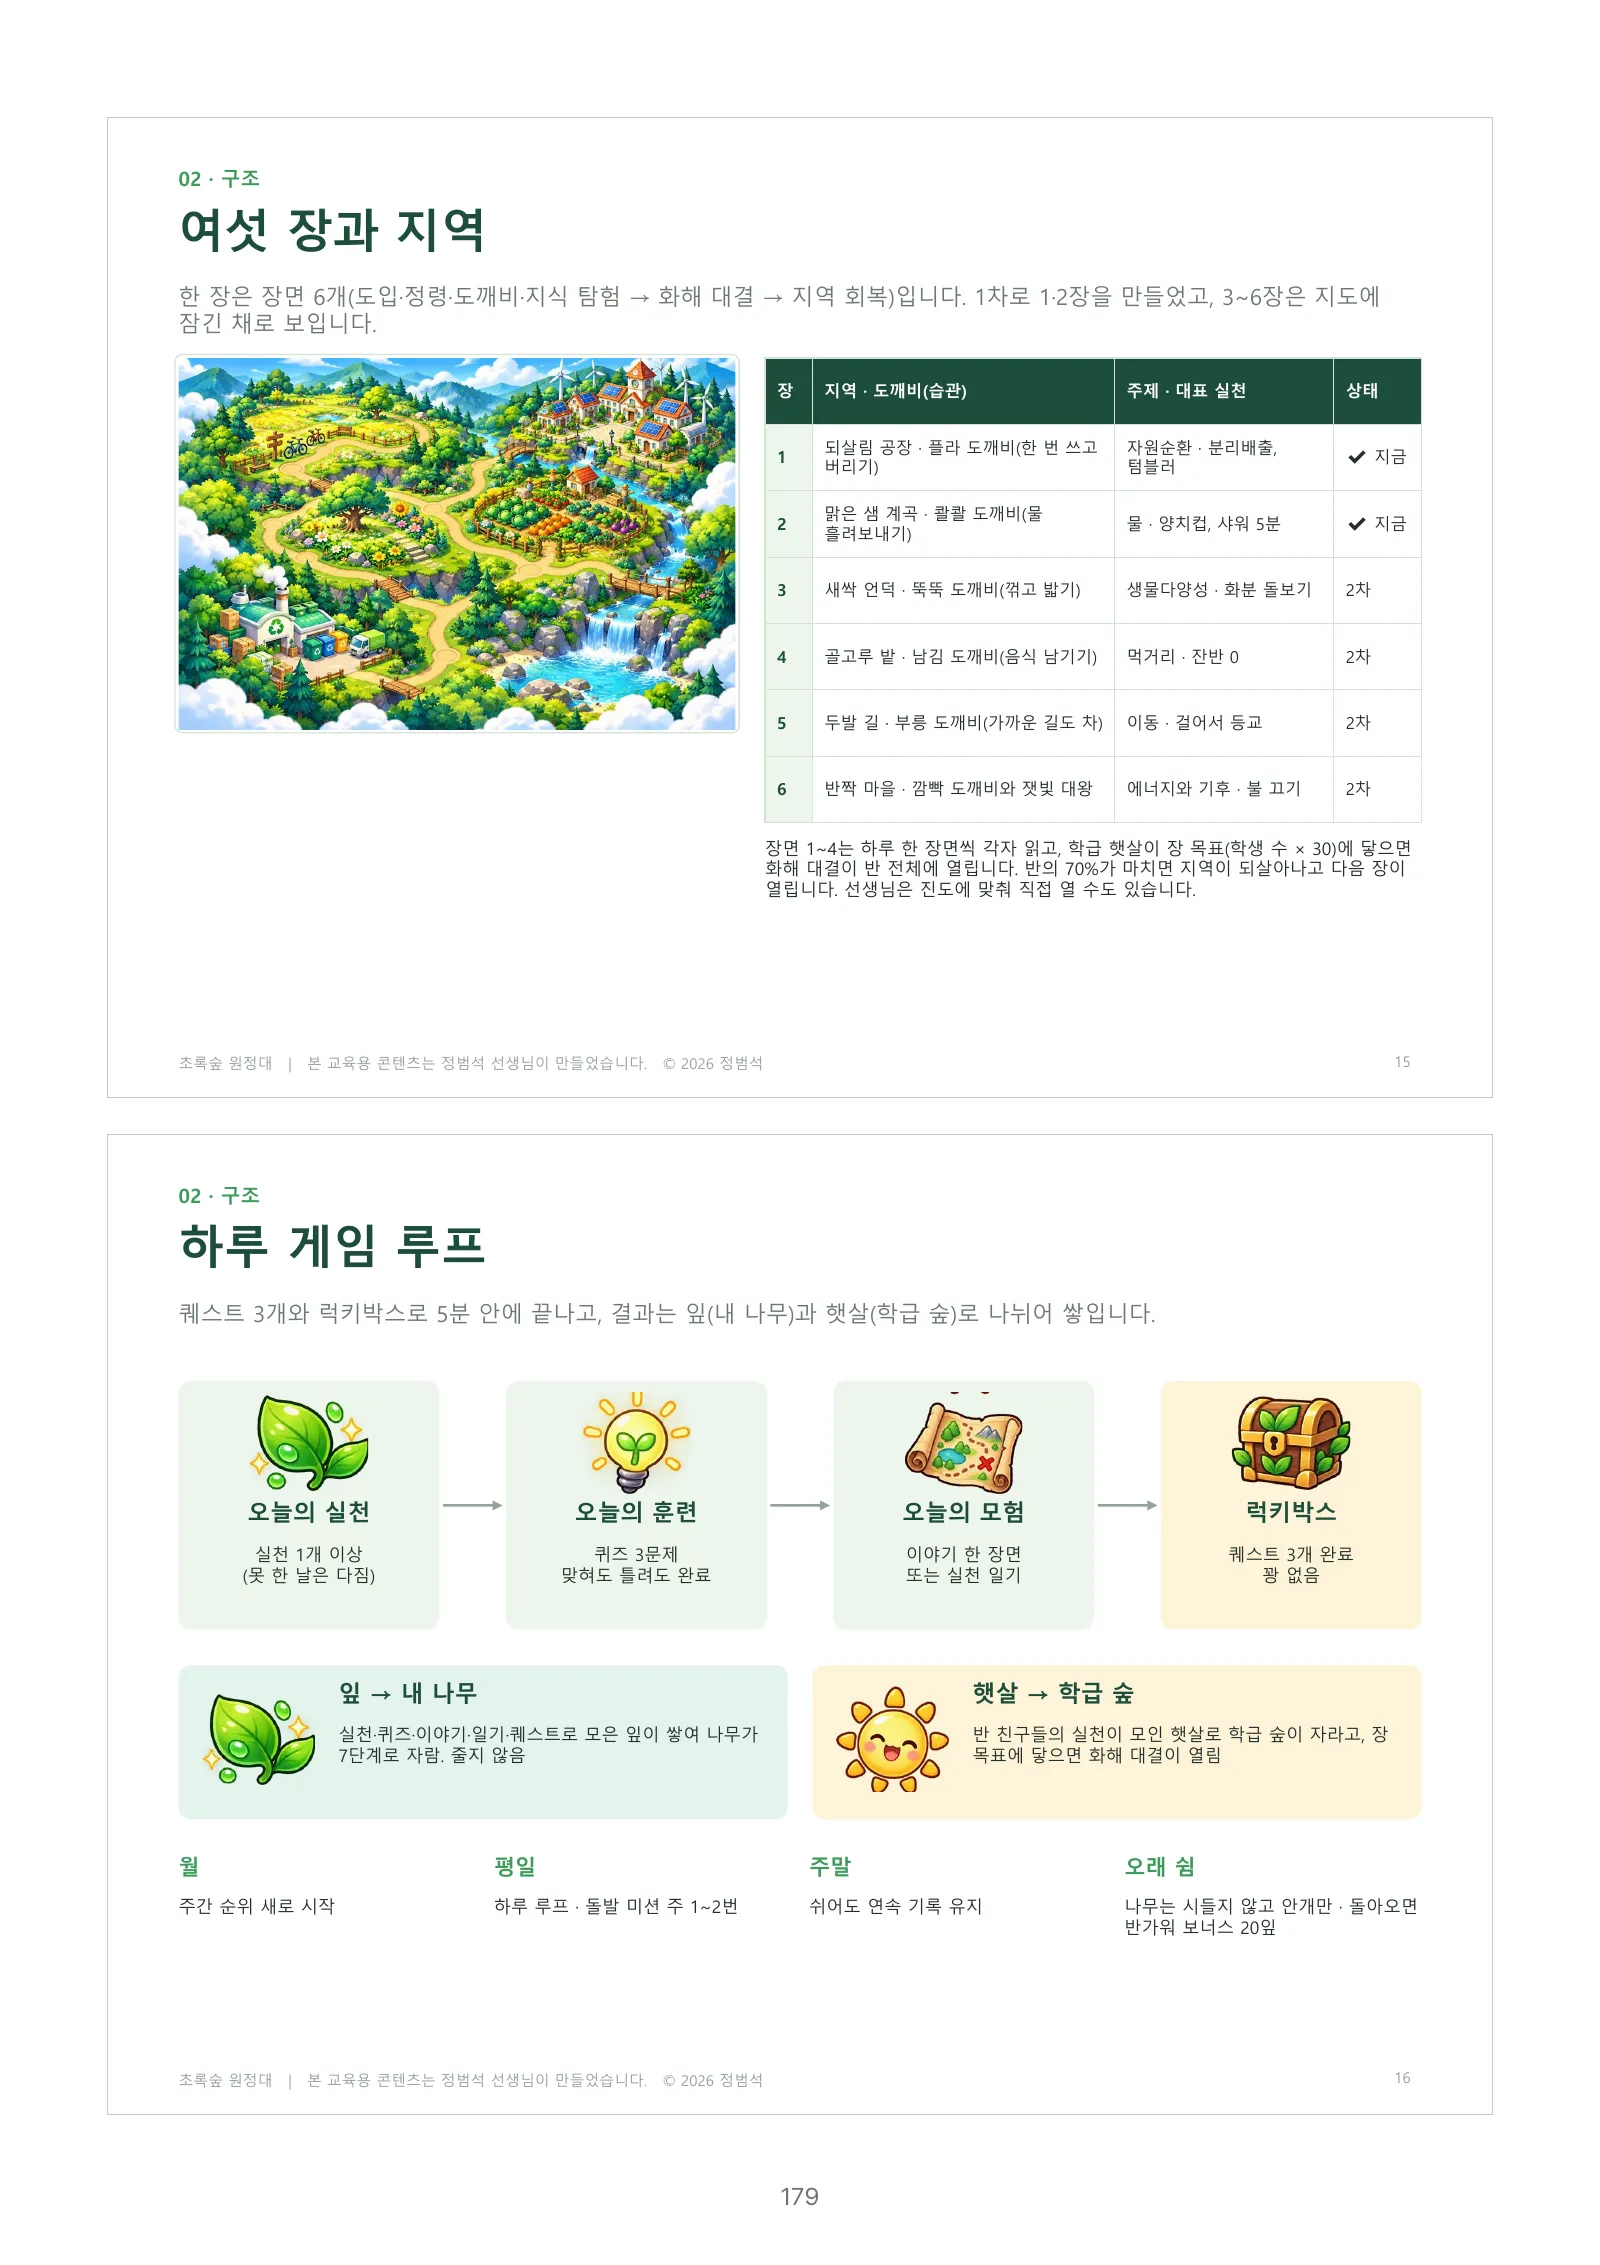 02 · 구조
여섯 장과 지역
한 장은 장면 6개(도입·정령·도깨비·지식 탐험 → 화해 대결 → 지역 회복)입니다. 1차로 1·2장을 만들었고, 3~6장은 지도에
잠긴 채로 보입니다.
장 지역 · 도깨비(습관) 주제 · 대표 실천 상태
1 되살림 공장 · 플라 도깨비(한 번 쓰고 버리기) 자원순환 · 분리배출, 텀블러 ✔ 지금
2 맑은 샘 계곡 · 콸콸 도깨비(물 흘려보내기) 물 · 양치컵, 샤워 5분 ✔ 지금
3 새싹 언덕 · 뚝뚝 도깨비(꺾고 밟기) 생물다양성 · 화분 돌보기 2차
4 골고루 밭 · 남김 도깨비(음식 남기기) 먹거리 · 잔반 0 2차
5 두발 길 · 부릉 도깨비(가까운 길도 차) 이동 · 걸어서 등교 2차
6 반짝 마을 · 깜빡 도깨비와 잿빛 대왕 에너지와 기후 · 불 끄기 2차
장면 1~4는 하루 한 장면씩 각자 읽고, 학급 햇살이 장 목표(학생 수 × 30)에 닿으면
화해 대결이 반 전체에 열립니다. 반의 70%가 마치면 지역이 되살아나고 다음 장이
열립니다. 선생님은 진도에 맞춰 직접 열 수도 있습니다.
초록숲 원정대 | 본 교육용 콘텐츠는 정범석 선생님이 만들었습니다. © 2026 정범석
15
02 · 구조
하루 게임 루프
퀘스트 3개와 럭키박스로 5분 안에 끝나고, 결과는 잎(내 나무)과 햇살(학급 숲)로 나뉘어 쌓입니다.
오늘의 실천
실천 1개 이상
(못 한 날은 다짐)
오늘의 훈련
퀴즈 3문제
맞혀도 틀려도 완료
오늘의 모험
이야기 한 장면
또는 실천 일기
럭키박스
퀘스트 3개 완료
꽝 없음
잎 → 내 나무
실천·퀴즈·이야기·일기·퀘스트로 모은 잎이 쌓여 나무가
7단계로 자람. 줄지 않음
햇살 → 학급 숲
반 친구들의 실천이 모인 햇살로 학급 숲이 자라고, 장
목표에 닿으면 화해 대결이 열림
월
주간 순위 새로 시작
평일
하루 루프 · 돌발 미션 주 1~2번
주말
쉬어도 연속 기록 유지
오래 쉼
나무는 시들지 않고 안개만 · 돌아오면
반가워 보너스 20잎
초록숲 원정대 | 본 교육용 콘텐츠는 정범석 선생님이 만들었습니다. © 2026 정범석
16
179